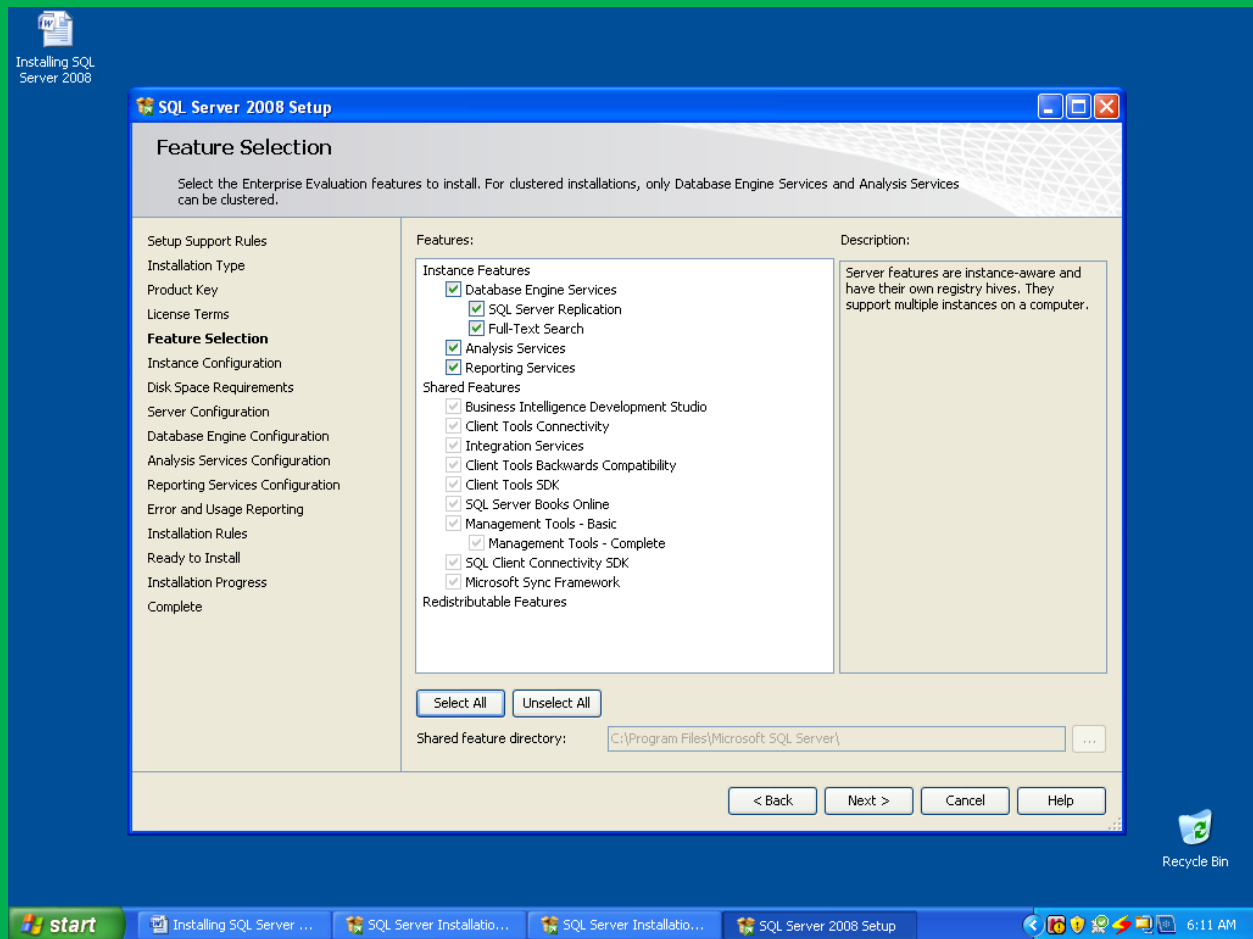 Installing SQL
Server 2008
SQL Server 2008 Setup
Feature Selection
Select the Enterprise Evaluation features to install. For clustered installations, only Database Engine Services and Analysis Services
can be clustered.
Setup Support Rules
Installation Type
Product Key
License Terms
Feature Selection
Instance Configuration
Disk Space Requirements
Server Configuration
Database Engine Configuration
Analysis Services Configuration
Reporting Services Configuration
Error and Usage Reporting
Installation Rules
Ready to Install
Installation Progress
Complete
Features:
Instance Features
Database Engine Services
SQL Server Replication
Full-Text Search
Analysis Services
Reporting Services
Shared Features
Business Intelligence Development Studio
Client Tools Connectivity
Integration Services
Client Tools Backwards Compatibility
Client Tools SDK
SQL Server Books Online
Management Tools - Basic
Management Tools - Complete
SQL Client Connectivity SDK
Microsoft Sync Framework
Redistributable Features
Description:
Server features are instance-aware and
have their own registry hives. They
support multiple instances on a computer.
Select All
Unselect All
Shared feature directory:
C:\Program Files\Microsoft SQL Server\
...
< Back
Next >
Cancel
Help
Recycle Bin
start
Installing SQL Server ...
SQL Server Installatio...
SQL Server Installatio...
SQL Server 2008 Setup
6:11 AM